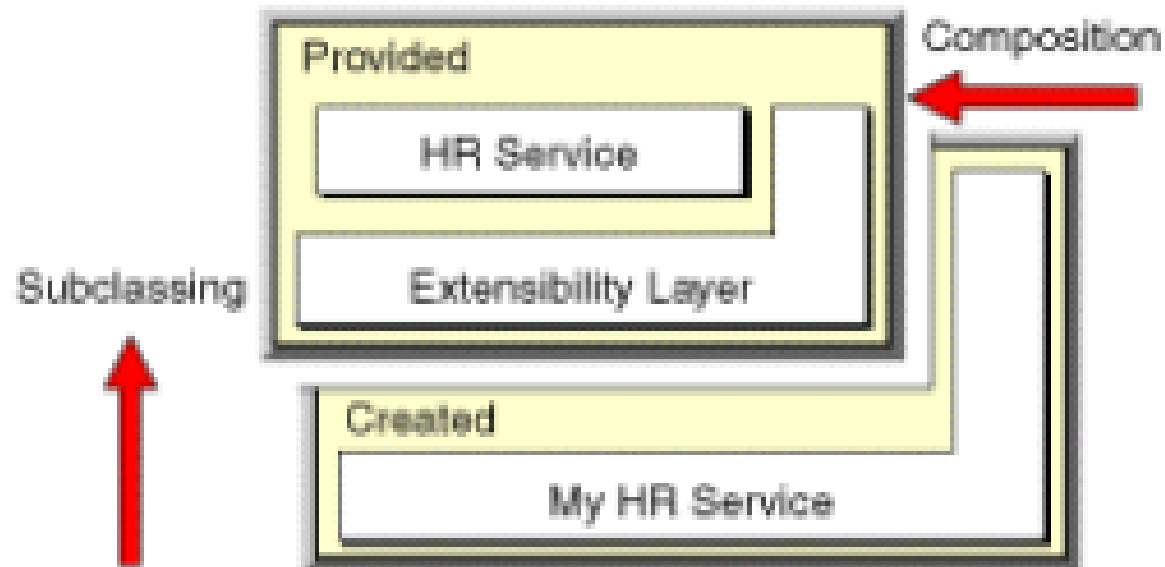 Provided
Composition
HR Service
Subclassing
Extensibility Layer
Created
My HR Service